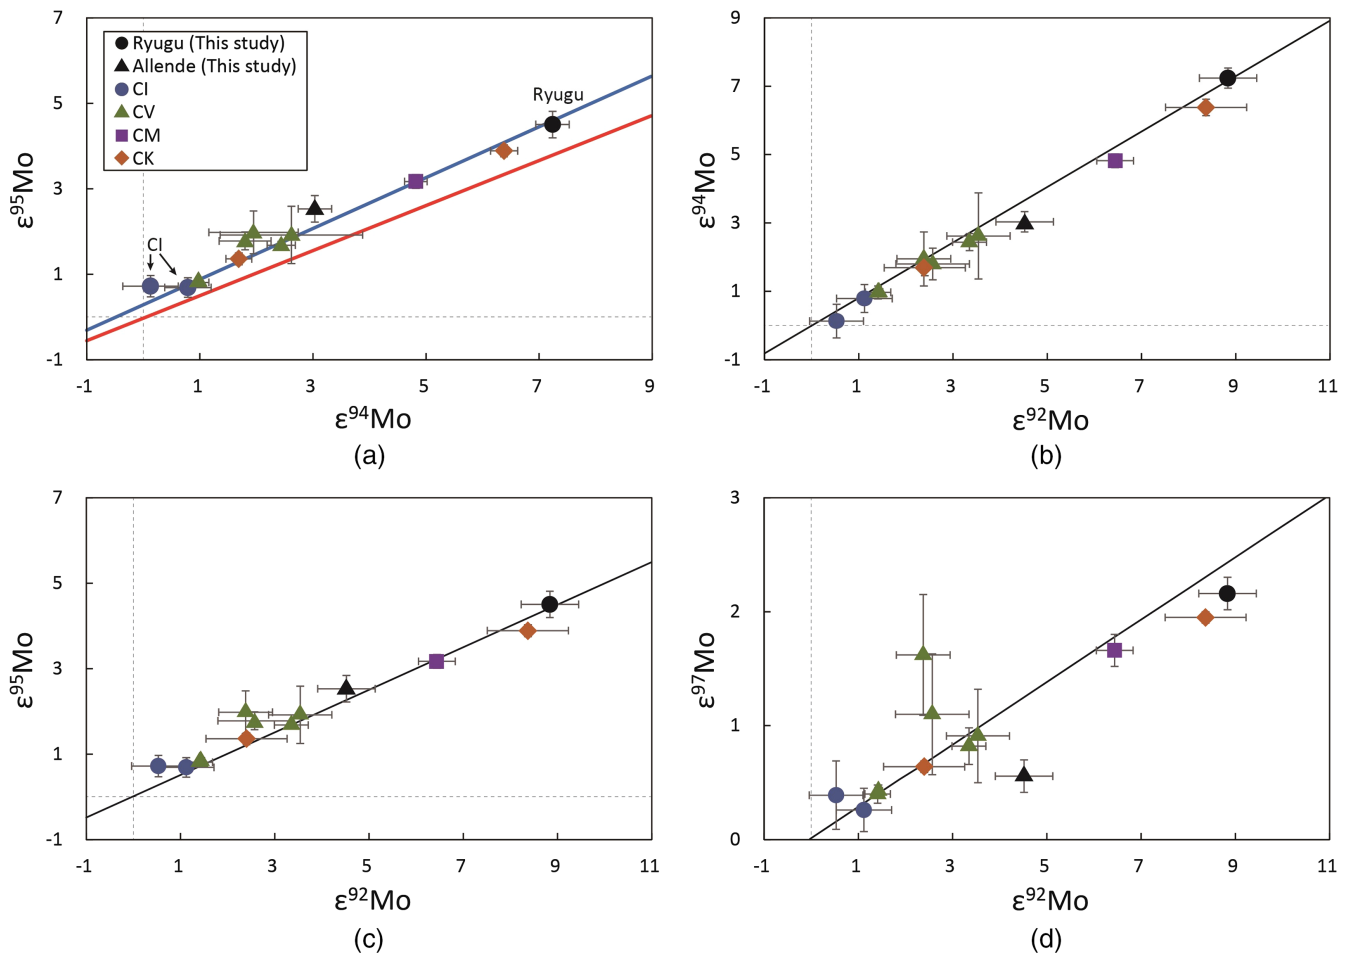 7
5
3
1
-1
-1
1
3
5
7
9
ε⁹⁵Mo
ε⁹⁴Mo
Ryugu (This study)
Allende (This study)
CI
CV
CM
CK
Ryugu
CI
(a)
9
7
5
3
1
-1
-1
1
3
5
7
9
11
ε⁹⁴Mo
ε⁹²Mo
(b)
7
5
3
1
-1
-1
1
3
5
7
9
11
ε⁹⁵Mo
ε⁹²Mo
(c)
3
2
1
0
-1
1
3
5
7
9
11
ε⁹⁷Mo
ε⁹²Mo
(d)